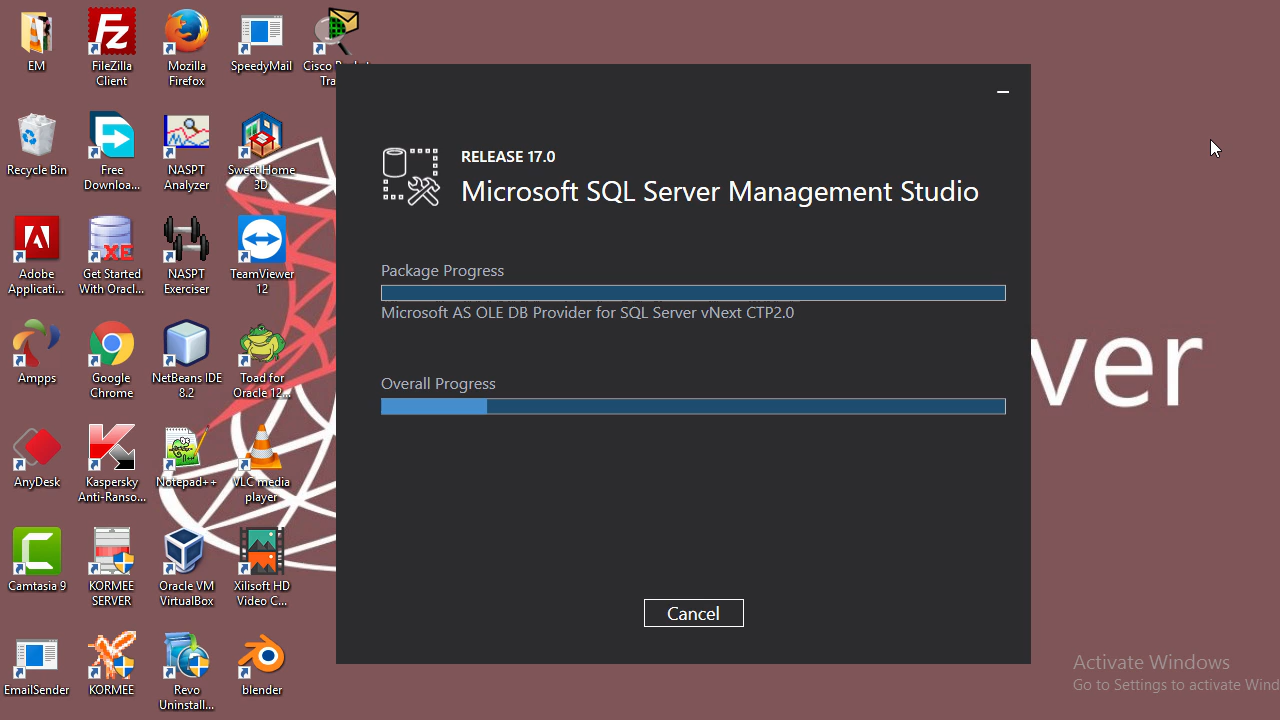 EM
FileZilla
Client
Mozilla
Firefox
SpeedyMail
Cisco
Recycle Bin
Free
Downloa...
NASPT
Analyzer
Sweet Home
3D
Adobe
Applicati...
Get Started
With Oracl...
NASPT
Exerciser
TeamViewer
12
Ampps
Google
Chrome
NetBeans IDE
8.2
Toad for
Oracle 12...
AnyDesk
Kaspersky
Anti-Ranso...
Notepad++
VLC media
player
Camtasia 9
KORMEE
SERVER
Oracle VM
VirtualBox
Xilisoft HD
Video C...
EmailSender
KORMEE
Revo
Uninstall...
blender
XE
RELEASE 17.0
Microsoft SQL Server Management Studio
Package Progress
Microsoft AS OLE DB Provider for SQL Server vNext CTP2.0
Overall Progress
Cancel
ver
Activate Windows
Go to Settings to activate Wind